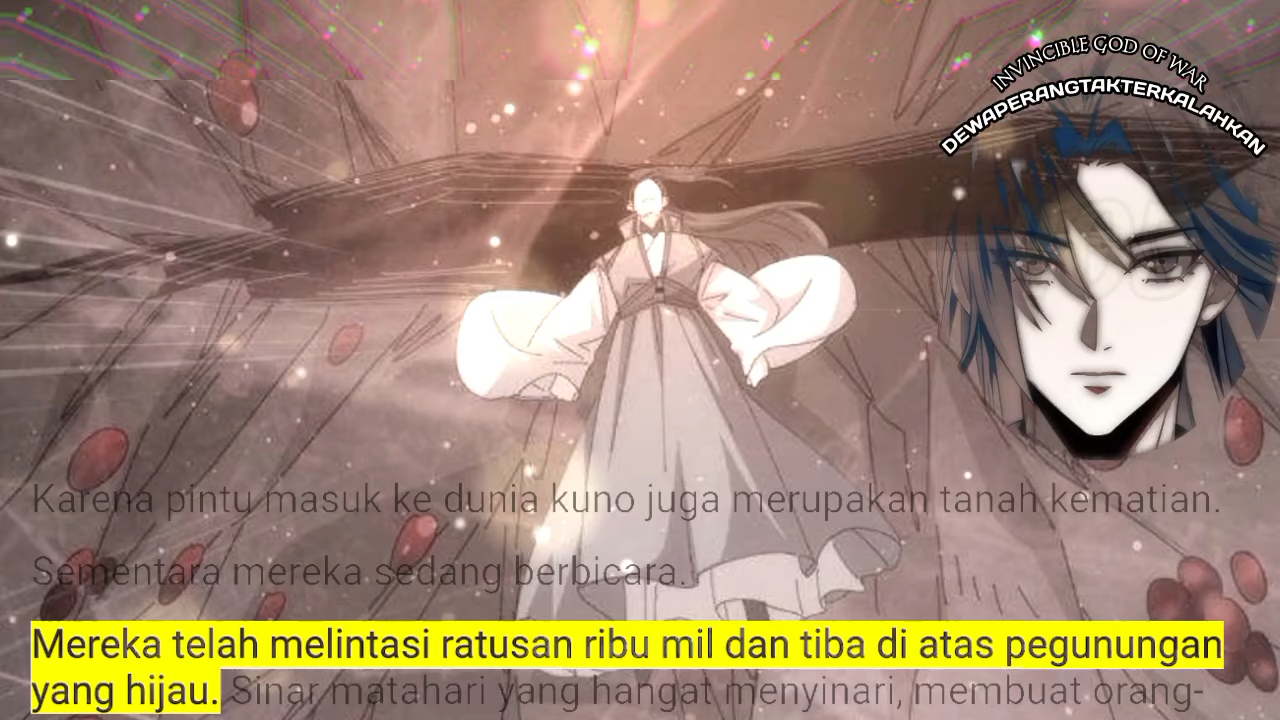 INVINCIBLE GOD OF WAR
DEWAPERANGTAKTERKALAHKAN
Karena pintu masuk ke dunia kuno juga merupakan tanah kematian.
Sementara mereka sedang berbicara.
Mereka telah melintasi ratusan ribu mil dan tiba di atas pegunungan
yang hijau. Sinar matahari yang hangat menyinari, membuat orang-